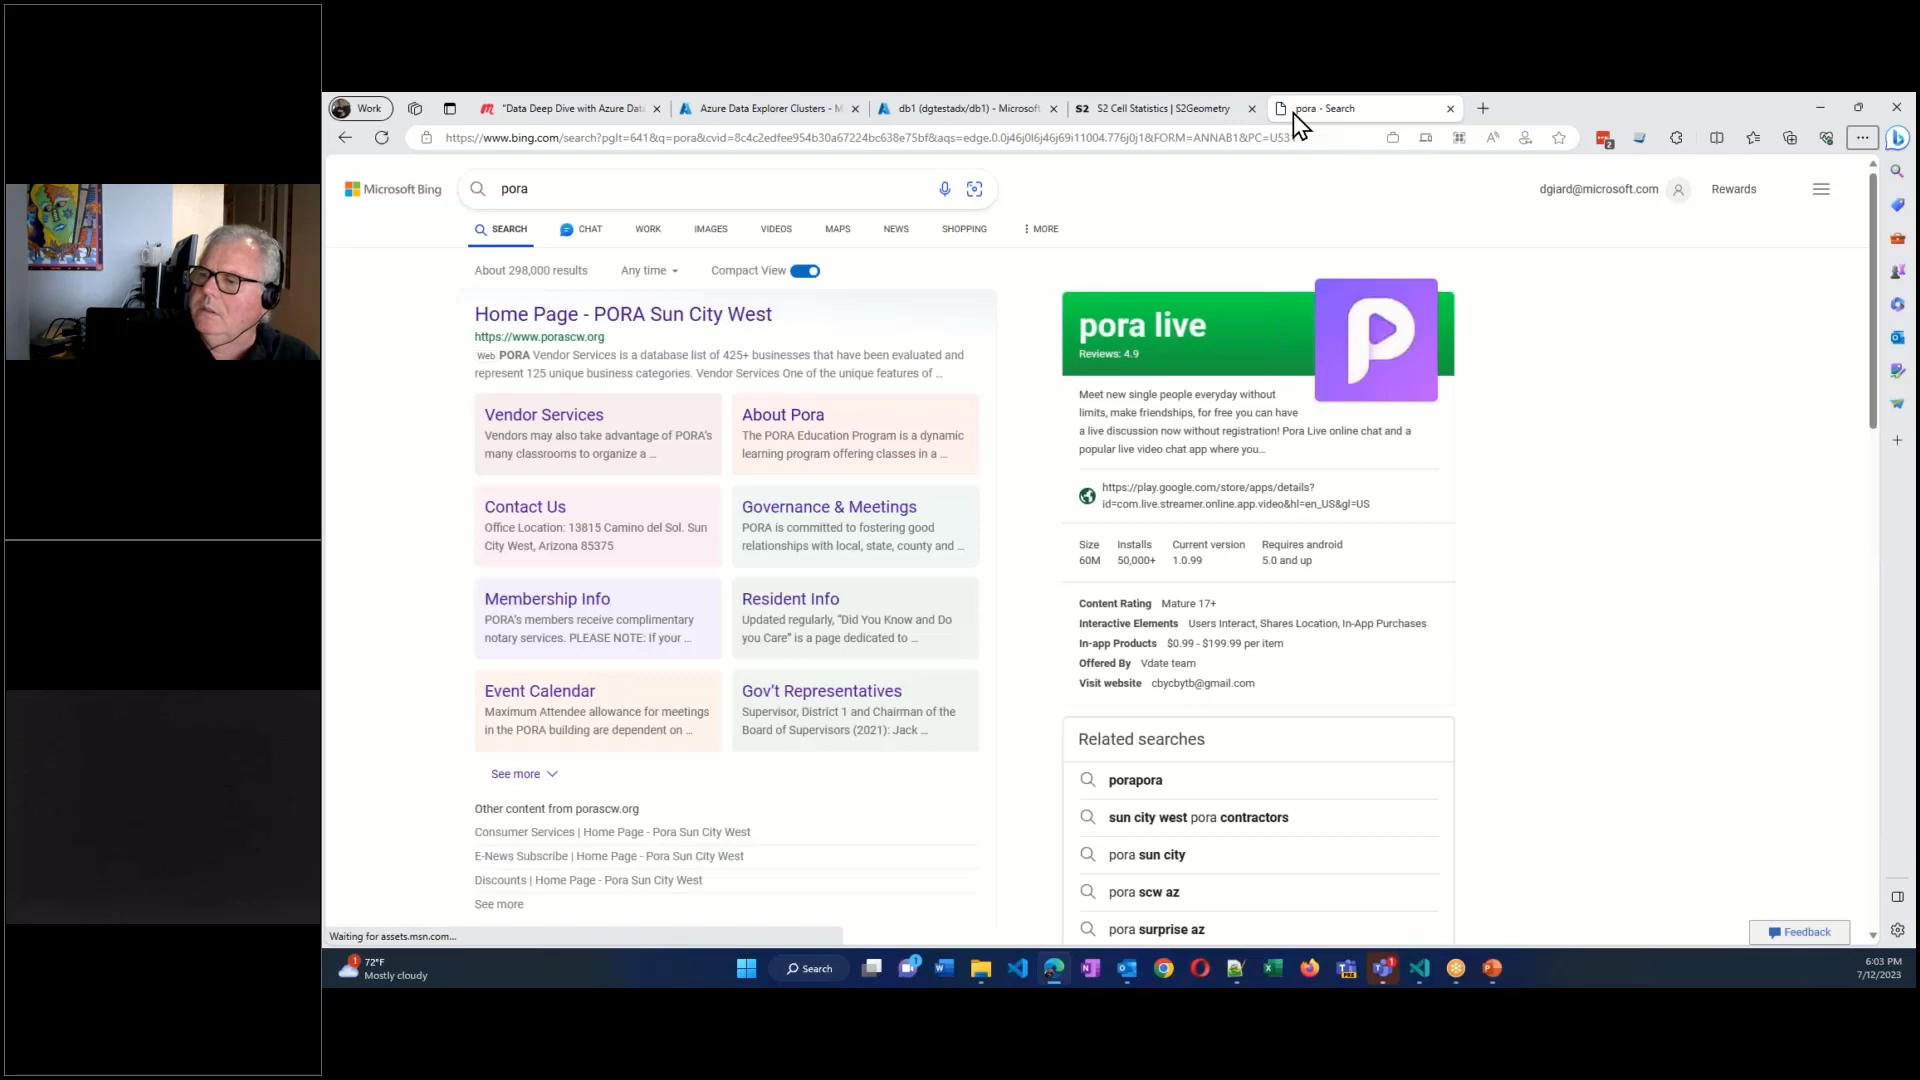 Work
"Data Deep Dive with Azure Dat
Azure Data Explorer Clusters - M
db1 (dgtestadx/db1) - Microsoft
S2 S2 Cell Statistics | S2Geometry
pora - Search
https://www.bing.com/search?pglt=641&q=pora&cvid=8c4c2edfee954b30a67224bc638e75bf&aqs=edge.0.0j46j0l6j46j69i11004.776j0j1&FORM=ANNAB1&PC=U531
2
Microsoft Bing
pora
dgiard@microsoft.com
Rewards
SEARCH
CHAT
WORK
IMAGES
VIDEOS
MAPS
NEWS
SHOPPING
MORE
About 298,000 results
Any time
Compact View
Home Page - PORA Sun City West
https://www.porascw.org
Web PORA Vendor Services is a database list of 425+ businesses that have been evaluated and
represent 125 unique business categories. Vendor Services One of the unique features of ...
Vendor Services
Vendors may also take advantage of PORA's
many classrooms to organize a ...
About Pora
The PORA Education Program is a dynamic
learning program offering classes in a ...
Contact Us
Office Location: 13815 Camino del Sol. Sun
City West, Arizona 85375
Governance & Meetings
PORA is committed to fostering good
relationships with local, state, county and ...
Membership Info
PORA's members receive complimentary
notary services. PLEASE NOTE: If your ...
Resident Info
Updated regularly, "Did You Know and Do
you Care" is a page dedicated to ...
Event Calendar
Maximum Attendee allowance for meetings
in the PORA building are dependent on ...
Gov't Representatives
Supervisor, District 1 and Chairman of the
Board of Supervisors (2021): Jack ...
See more
Other content from porascw.org
Consumer Services | Home Page - Pora Sun City West
E-News Subscribe | Home Page - Pora Sun City West
Discounts | Home Page - Pora Sun City West
See more
pora live
Reviews: 4.9
Meet new single people everyday without
limits, make friendships, for free you can have
a live discussion now without registration! Pora Live online chat and a
popular live video chat app where you...
https://play.google.com/store/apps/details?
id=com.live.streamer.online.app.video&hl=en_US&gl=US
Size Installs Current version Requires android
60M 50,000+ 1.0.99 5.0 and up
Content Rating Mature 17+
Interactive Elements Users Interact, Shares Location, In-App Purchases
In-app Products $0.99 - $199.99 per item
Offered By Vdate team
Visit website cbycbytb@gmail.com
Related searches
porapora
sun city west pora contractors
pora sun city
pora scw az
pora surprise az
Feedback
Waiting for assets.msn.com...
1
72°F
Mostly cloudy
Search
1
1
6:03 PM
7/12/2023